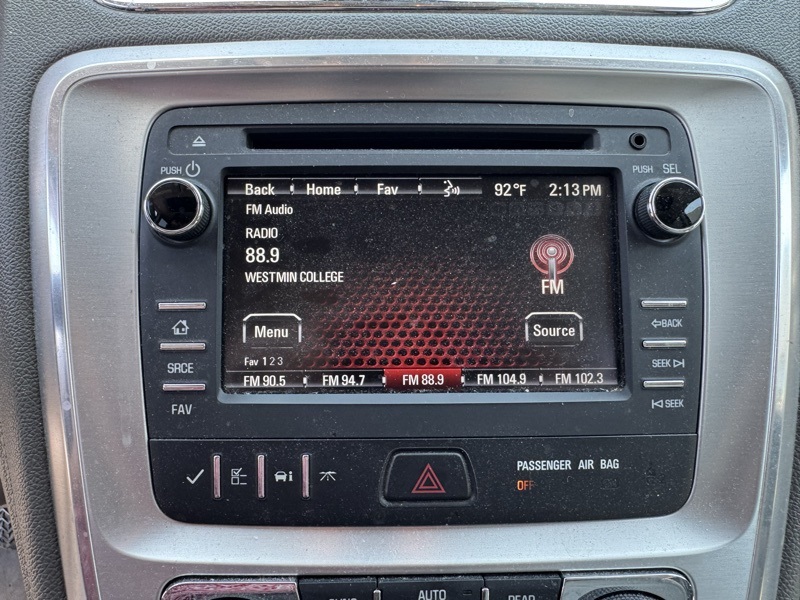 PUSH
PUSH SEL
Back Home Fav 92°F 2:13 PM
FM Audio
RADIO
88.9
WESTMIN COLLEGE
FM
Menu Source
Fav 1 2 3
FM 90.5 FM 94.7 FM 88.9 FM 104.9 FM 102.3
BACK
SRCE
SEEK
FAV
SEEK
PASSENGER AIR BAG
OFF
SYNC AUTO REAR